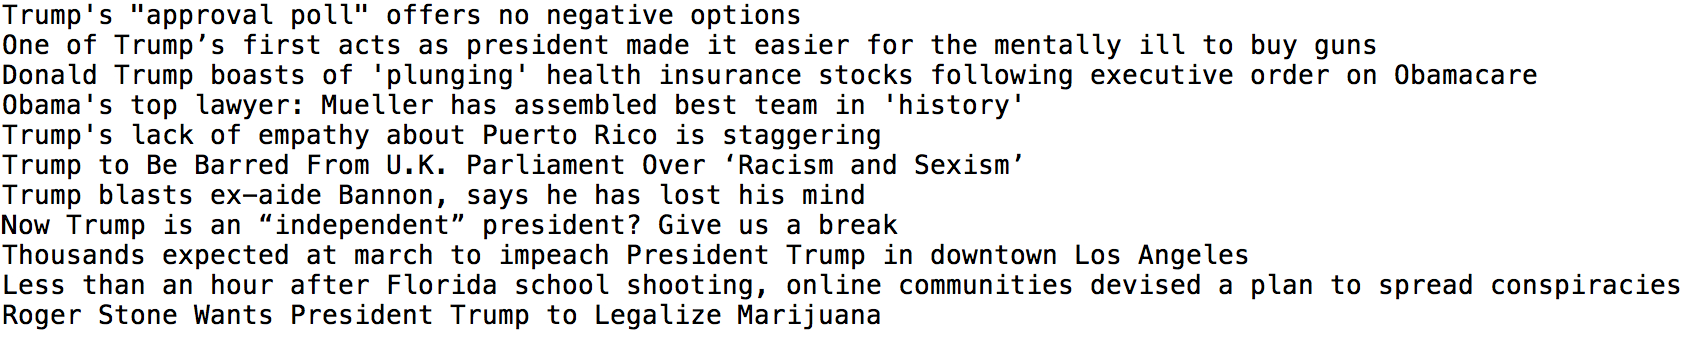 Trump's "approval poll" offers no negative options
One of Trump’s first acts as president made it easier for the mentally ill to buy guns
Donald Trump boasts of 'plunging' health insurance stocks following executive order on Obamacare
Obama's top lawyer: Mueller has assembled best team in 'history'
Trump's lack of empathy about Puerto Rico is staggering
Trump to Be Barred From U.K. Parliament Over ‘Racism and Sexism’
Trump blasts ex—aide Bannon, says he has lost his mind
Now Trump is an “independent” president? Give us a break
Thousands expected at march to impeach President Trump in downtown Los Angeles
Less than an hour after Florida school shooting, online communities devised a plan to spread conspiracies
Roger Stone Wants President Trump to Legalize Marijuana